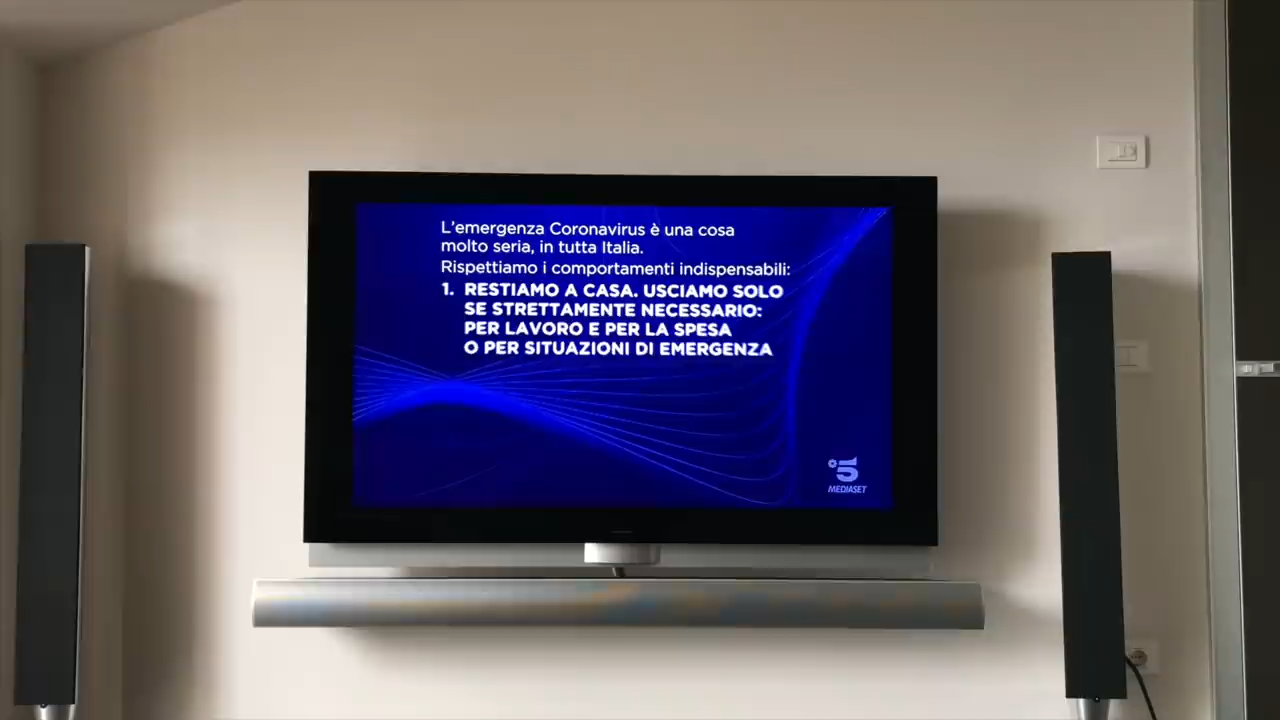 L'emergenza Coronavirus è una cosa
molto seria, in tutta Italia.
Rispettiamo i comportamenti indispensabili:
1. RESTIAMO A CASA. USCIAMO SOLO
SE STRETTAMENTE NECESSARIO:
PER LAVORO E PER LA SPESA
O PER SITUAZIONI DI EMERGENZA
5
MEDIASET